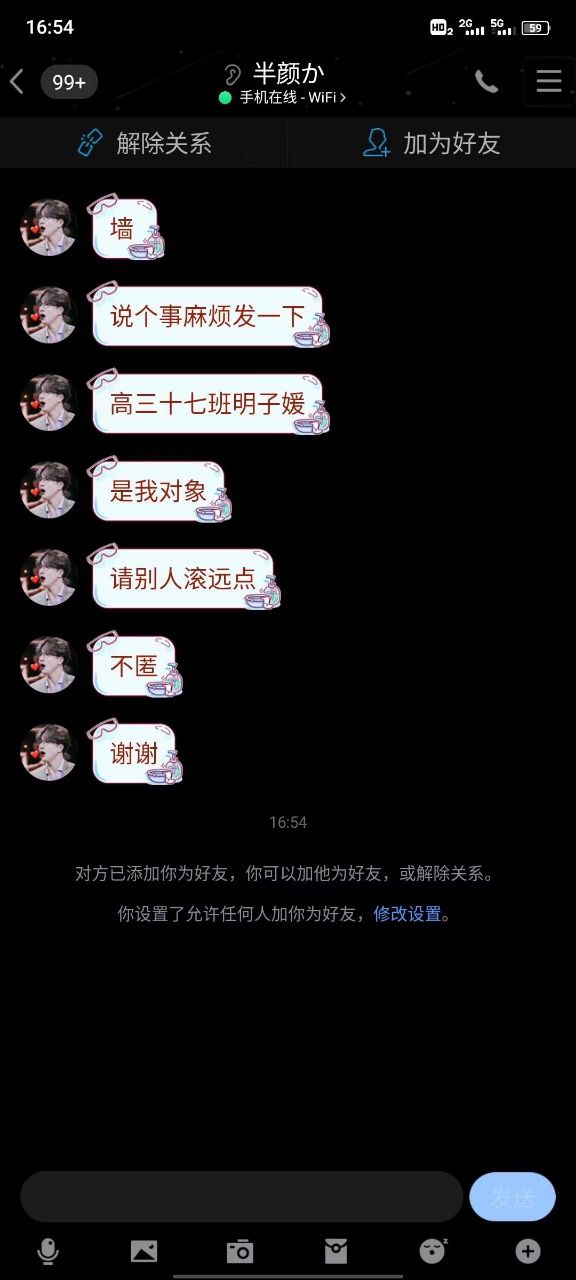 16:54
HD2 2G 5G 59
99+
半颜か
手机在线 - WiFi
解除关系
加为好友
墙
说个事麻烦发一下
高三十七班明子媛
是我对象
请别人滚远点
不匿
谢谢
16:54
对方已添加你为好友，你可以加他为好友，或解除关系。
你设置了允许任何人加你为好友，修改设置。
发送